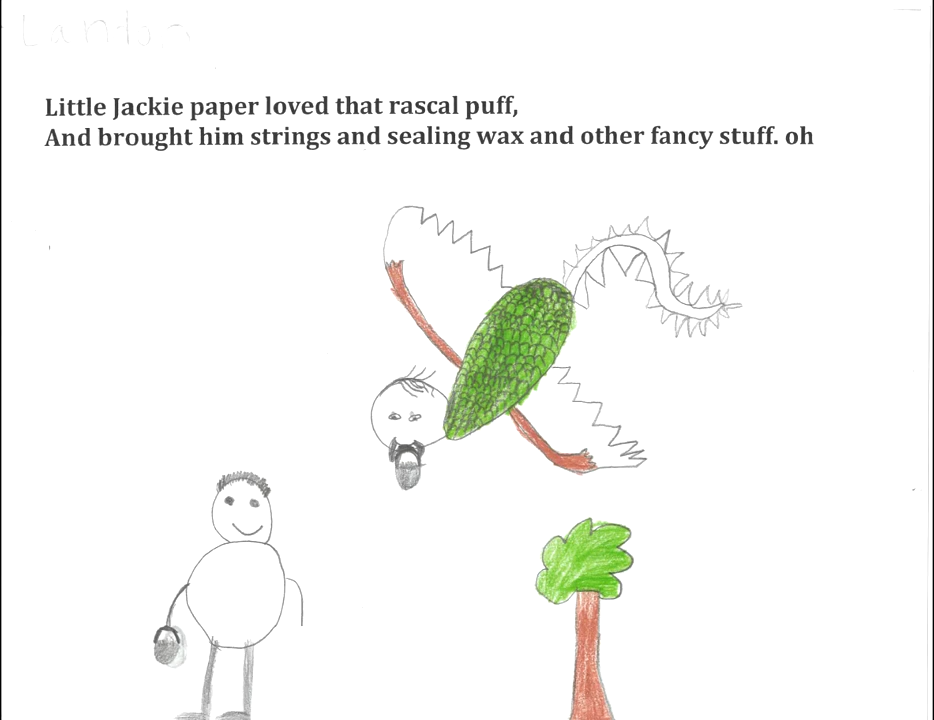 Landon
Little Jackie paper loved that rascal puff,
And brought him strings and sealing wax and other fancy stuff. oh